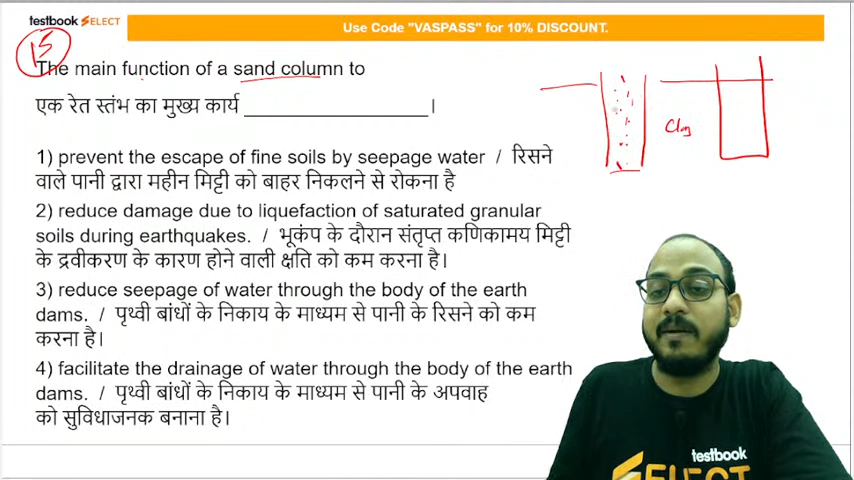 testbook SELECT
Use Code "VASPASS" for 10% DISCOUNT.
15
The main function of a sand column to
एक रेत स्तंभ का मुख्य कार्य ____________________ ।
Clay
1) prevent the escape of fine soils by seepage water / रिसने
वाले पानी द्वारा महीन मिट्टी को बाहर निकलने से रोकना है
2) reduce damage due to liquefaction of saturated granular
soils during earthquakes. / भूकंप के दौरान संतृप्त कणिकामय मिट्टी
के द्रवीकरण के कारण होने वाली क्षति को कम करना है।
3) reduce seepage of water through the body of the earth
dams. / पृथ्वी बांधों के निकाय के माध्यम से पानी के रिसने को कम
करना है।
4) facilitate the drainage of water through the body of the earth
dams. / पृथ्वी बांधों के निकाय के माध्यम से पानी के अपवाह
को सुविधाजनक बनाना है।
testbook
SELECT